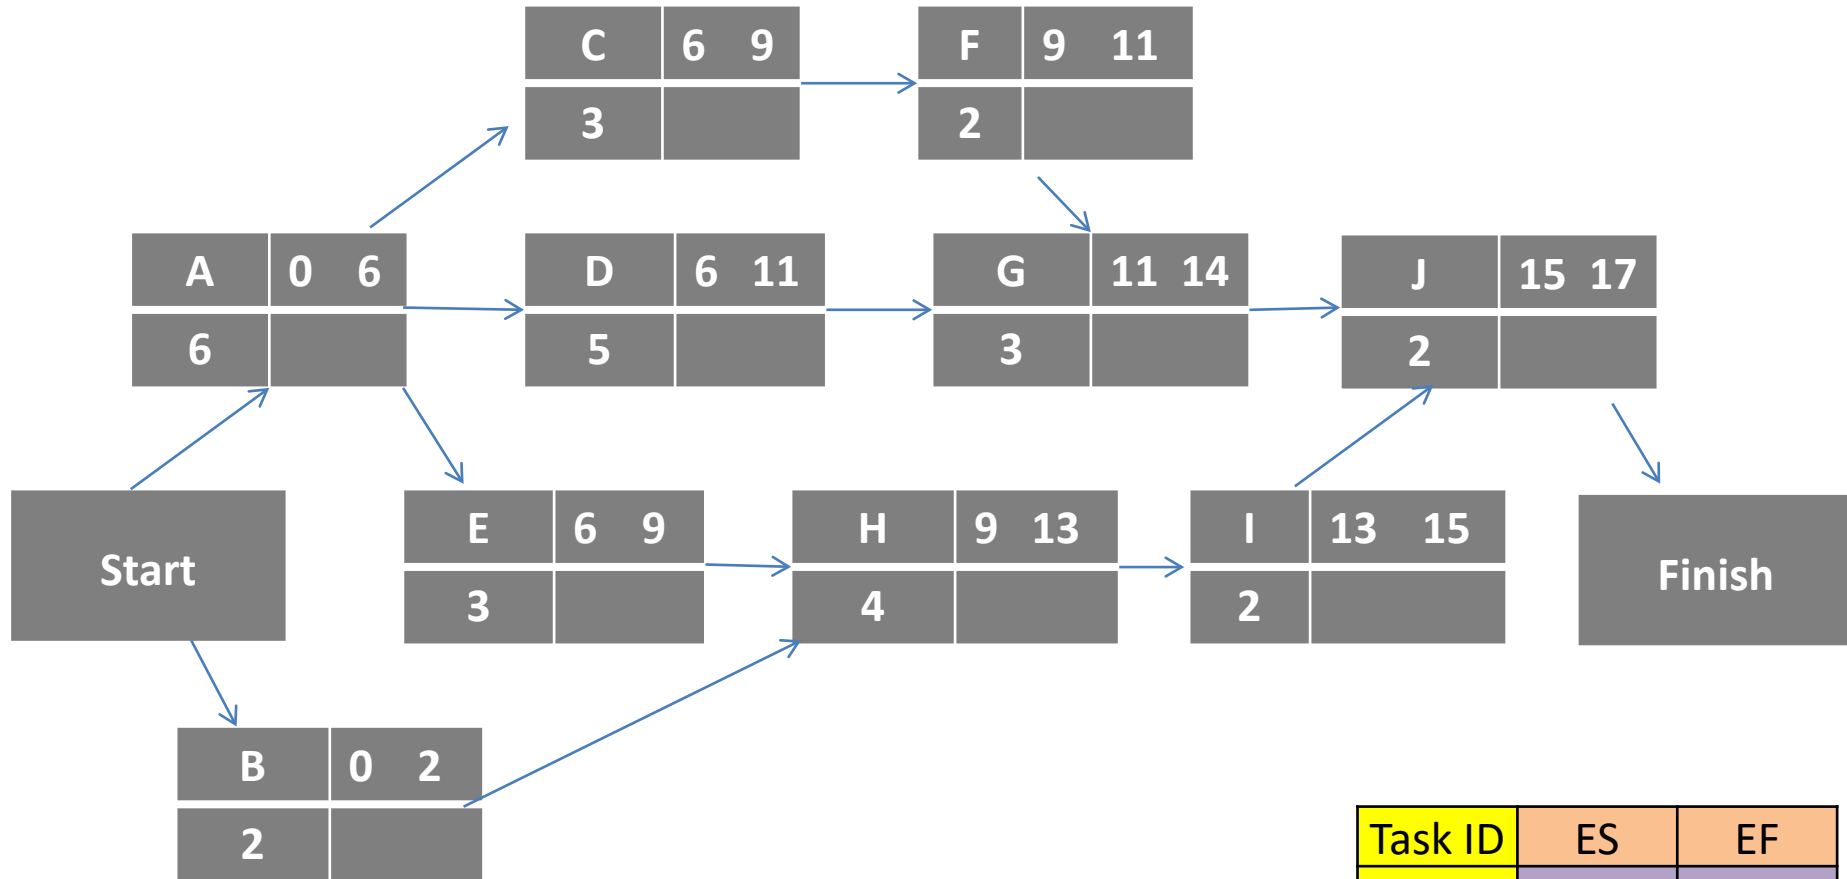 C 6 9
3
F 9 11
2
A 0 6
6
D 6 11
5
G 11 14
3
J 15 17
2
Start
E 6 9
3
H 9 13
4
I 13 15
2
Finish
B 0 2
2
Task ID ES EF